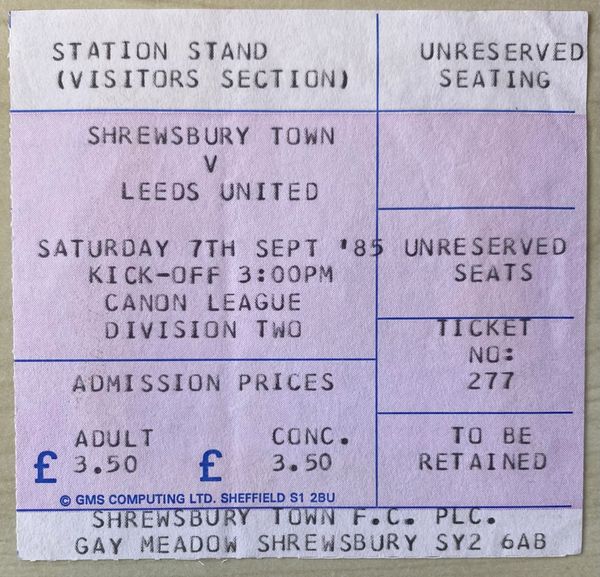 STATION STAND
(VISITORS SECTION)
UNRESERVED
SEATING
SHREWSBURY TOWN
V
LEEDS UNITED
SATURDAY 7TH SEPT '85
KICK-OFF 3:00PM
CANON LEAGUE
DIVISION TWO
UNRESERVED
SEATS
TICKET
NO:
277
ADMISSION PRICES
ADULT CONC.
£ 3.50 £ 3.50
TO BE
RETAINED
© GMS COMPUTING LTD. SHEFFIELD S1 2BU
SHREWSBURY TOWN F.C. PLC.
GAY MEADOW SHREWSBURY SY2 6AB